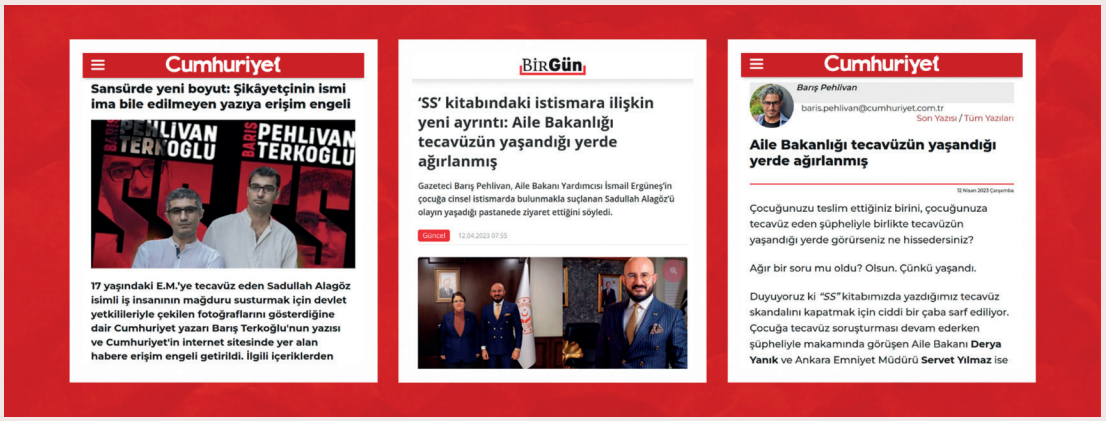 Cumhuriyet
Sansürde yeni boyut: Şikâyetçinin ismi
ima bile edilmeyen yazıya erişim engeli
PEHLİVAN
TERKOĞLU
BARIŞ
PEHLİVAN
TERKOĞLU
17 yaşındaki E.M.'ye tecavüz eden Sadullah Alagöz
isimli iş insanının mağduru susturmak için devlet
yetkilileriyle çekilen fotoğraflarını gösterdiğine
dair Cumhuriyet yazarı Barış Terkoğlu'nun yazısı
ve Cumhuriyet'in internet sitesinde yer alan
habere erişim engeli getirildi. İlgili içeriklerden
BİRGün
'SS' kitabındaki istismara ilişkin
yeni ayrıntı: Aile Bakanlığı
tecavüzün yaşandığı yerde
ağırlanmış
Gazeteci Barış Pehlivan, Aile Bakanı Yardımcısı İsmail Ergüneş'in
çocuğa cinsel istismarda bulunmakla suçlanan Sadullah Alagöz'ü
olayın yaşadığı pastanede ziyaret ettiğini söyledi.
Güncel 12.04.2023 07:55
Cumhuriyet
Barış Pehlivan
baris.pehlivan@cumhuriyet.com.tr
Son Yazısı / Tüm Yazıları
Aile Bakanlığı tecavüzün yaşandığı
yerde ağırlanmış
12 Nisan 2023 Çarşamba
Çocuğunuzu teslim ettiğiniz birini, çocuğunuza
tecavüz eden şüpheliyle birlikte tecavüzün
yaşandığı yerde görürseniz ne hissedersiniz?
Ağır bir soru mu oldu? Olsun. Çünkü yaşandı.
Duyuyoruz ki "SS" kitabımızda yazdığımız tecavüz
skandalını kapatmak için ciddi bir çaba sarf ediliyor.
Çocuğa tecavüz soruşturması devam ederken
şüpheliyle makamında görüşen Aile Bakanı Derya
Yanık ve Ankara Emniyet Müdürü Servet Yılmaz ise